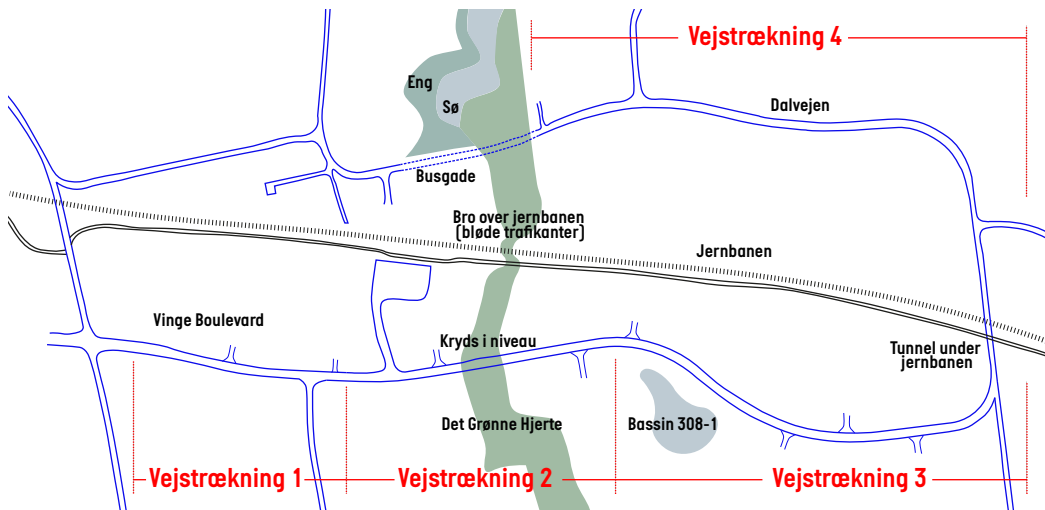 Vejstrækning 4
Eng
Sø
Dalvejen
Busgade
Bro over jernbanen
(bløde trafikanter)
Jernbanen
Vinge Boulevard
Kryds i niveau
Tunnel under
jernbanen
Det Grønne Hjerte
Bassin 308-1
Vejstrækning 1
Vejstrækning 2
Vejstrækning 3